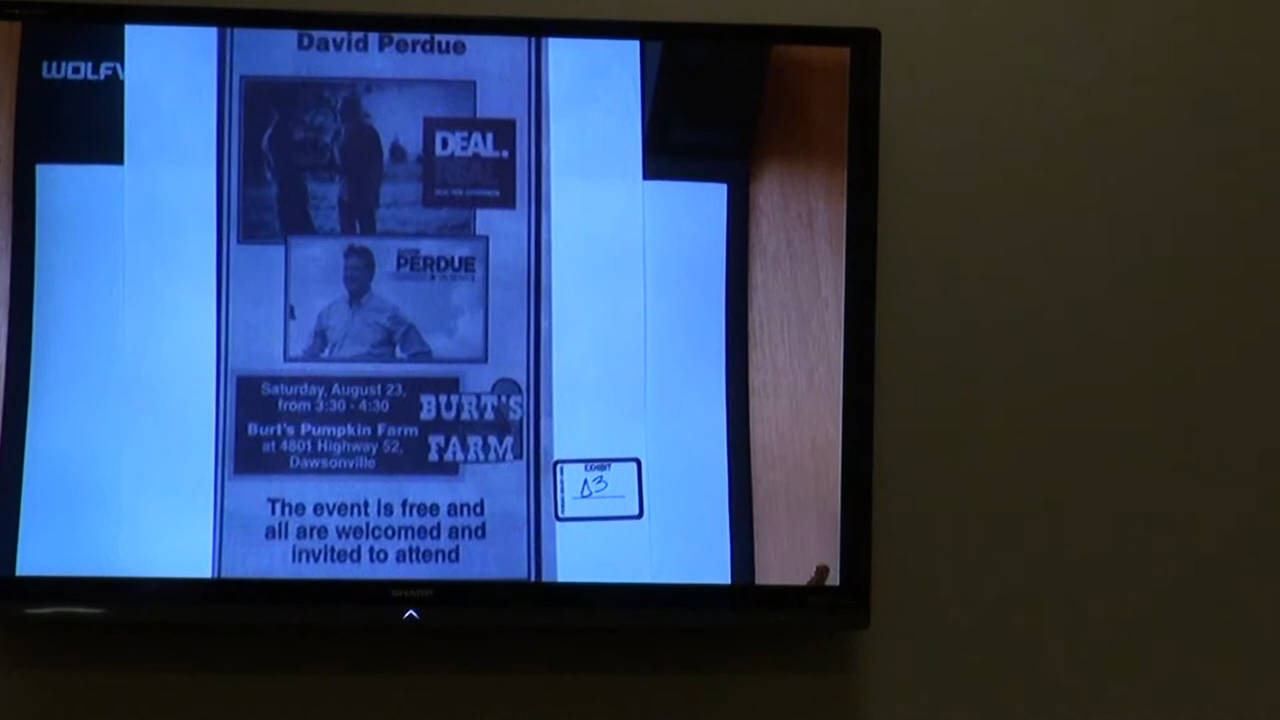 WOLFV
David Perdue
DEAL.
PERDUE
Saturday, August 23,
from 3:30 - 4:30
Burt's Pumpkin Farm
at 4801 Highway 52,
Dawsonville
BURT'S
FARM
EXHIBIT
Δ3
The event is free and
all are welcomed and
invited to attend
SHARP